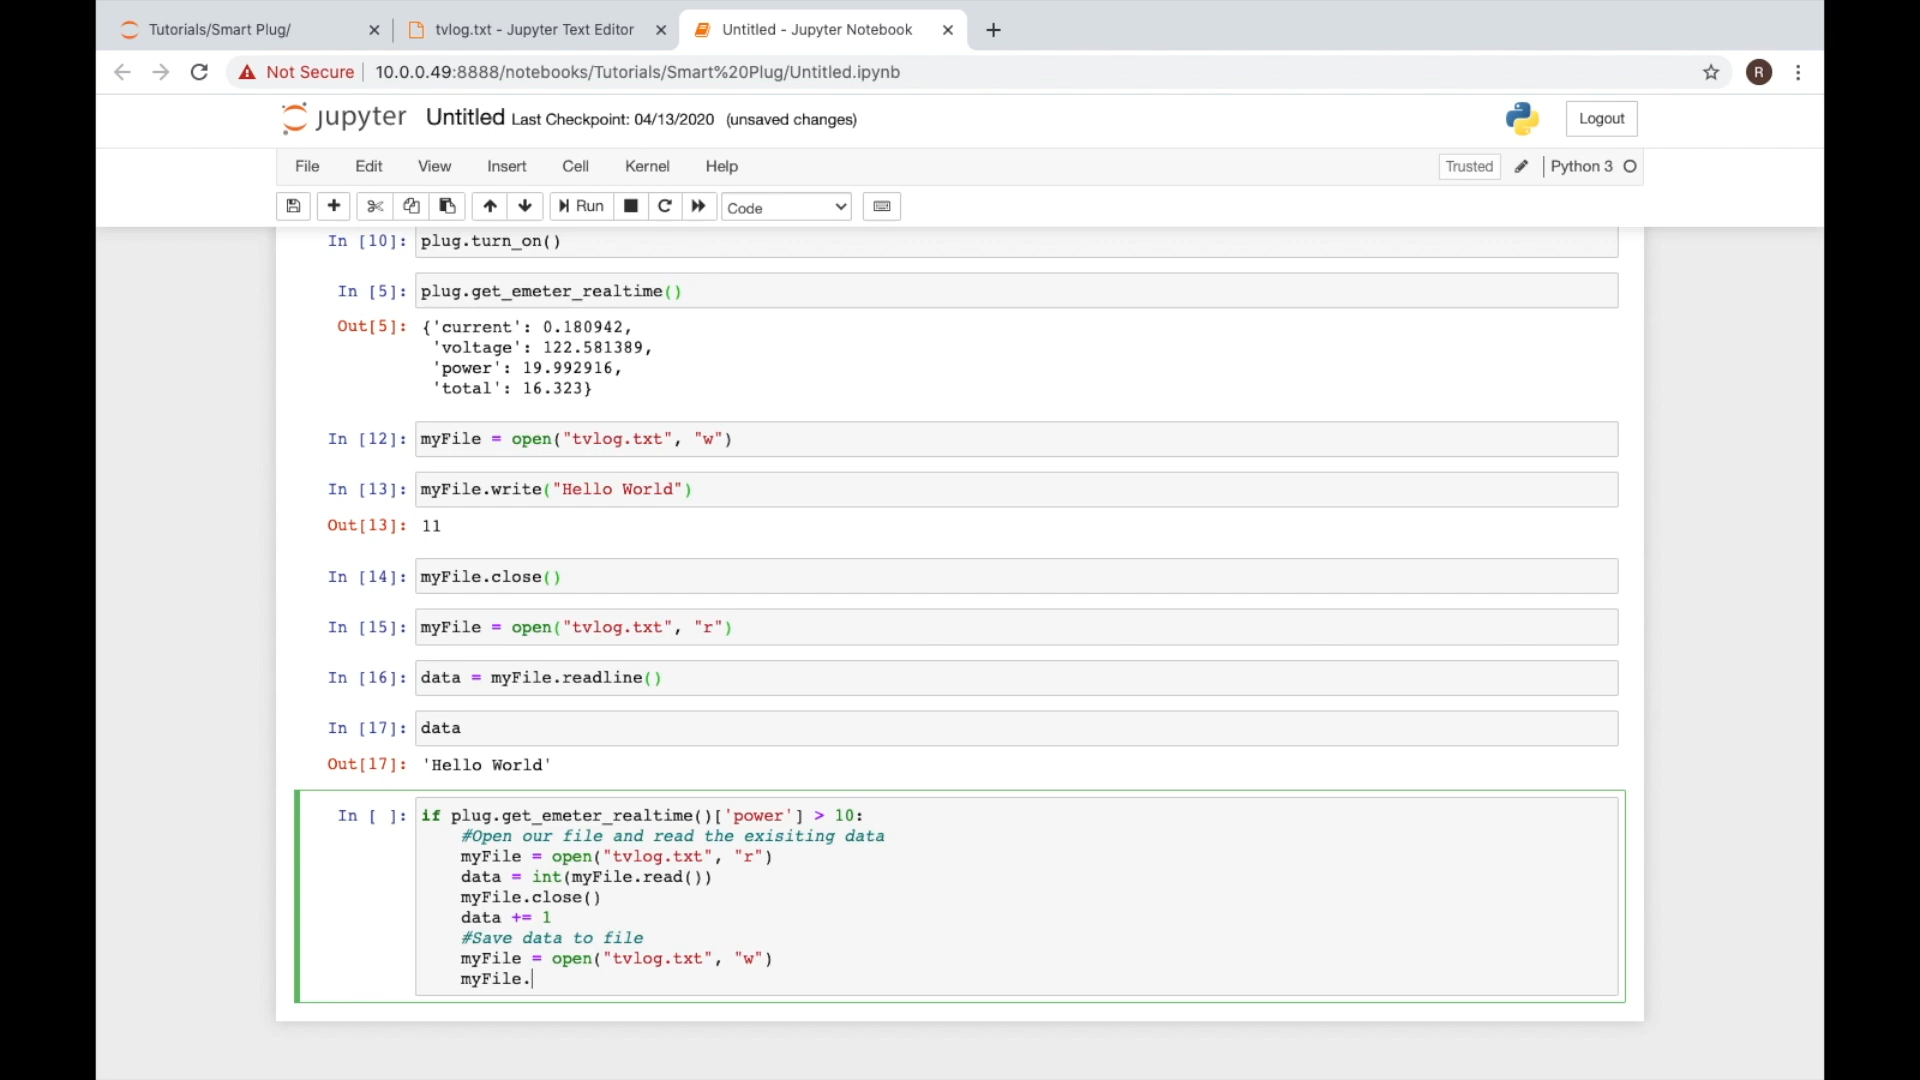 Tutorials/Smart Plug/
tvlog.txt - Jupyter Text Editor
Untitled - Jupyter Notebook
Not Secure
10.0.0.49:8888/notebooks/Tutorials/Smart%20Plug/Untitled.ipynb
R
jupyter Untitled Last Checkpoint: 04/13/2020 (unsaved changes)
Logout
File Edit View Insert Cell Kernel Help
Trusted
Python 3
Run
Code
In [10]: plug.turn_on()
In [5]: plug.get_emeter_realtime()
Out[5]: {'current': 0.180942,
'voltage': 122.581389,
'power': 19.992916,
'total': 16.323}
In [12]: myFile = open("tvlog.txt", "w")
In [13]: myFile.write("Hello World")
Out[13]: 11
In [14]: myFile.close()
In [15]: myFile = open("tvlog.txt", "r")
In [16]: data = myFile.readline()
In [17]: data
Out[17]: 'Hello World'
In [ ]: if plug.get_emeter_realtime()['power'] > 10:
#Open our file and read the exisiting data
myFile = open("tvlog.txt", "r")
data = int(myFile.read())
myFile.close()
data += 1
#Save data to file
myFile = open("tvlog.txt", "w")
myFile.